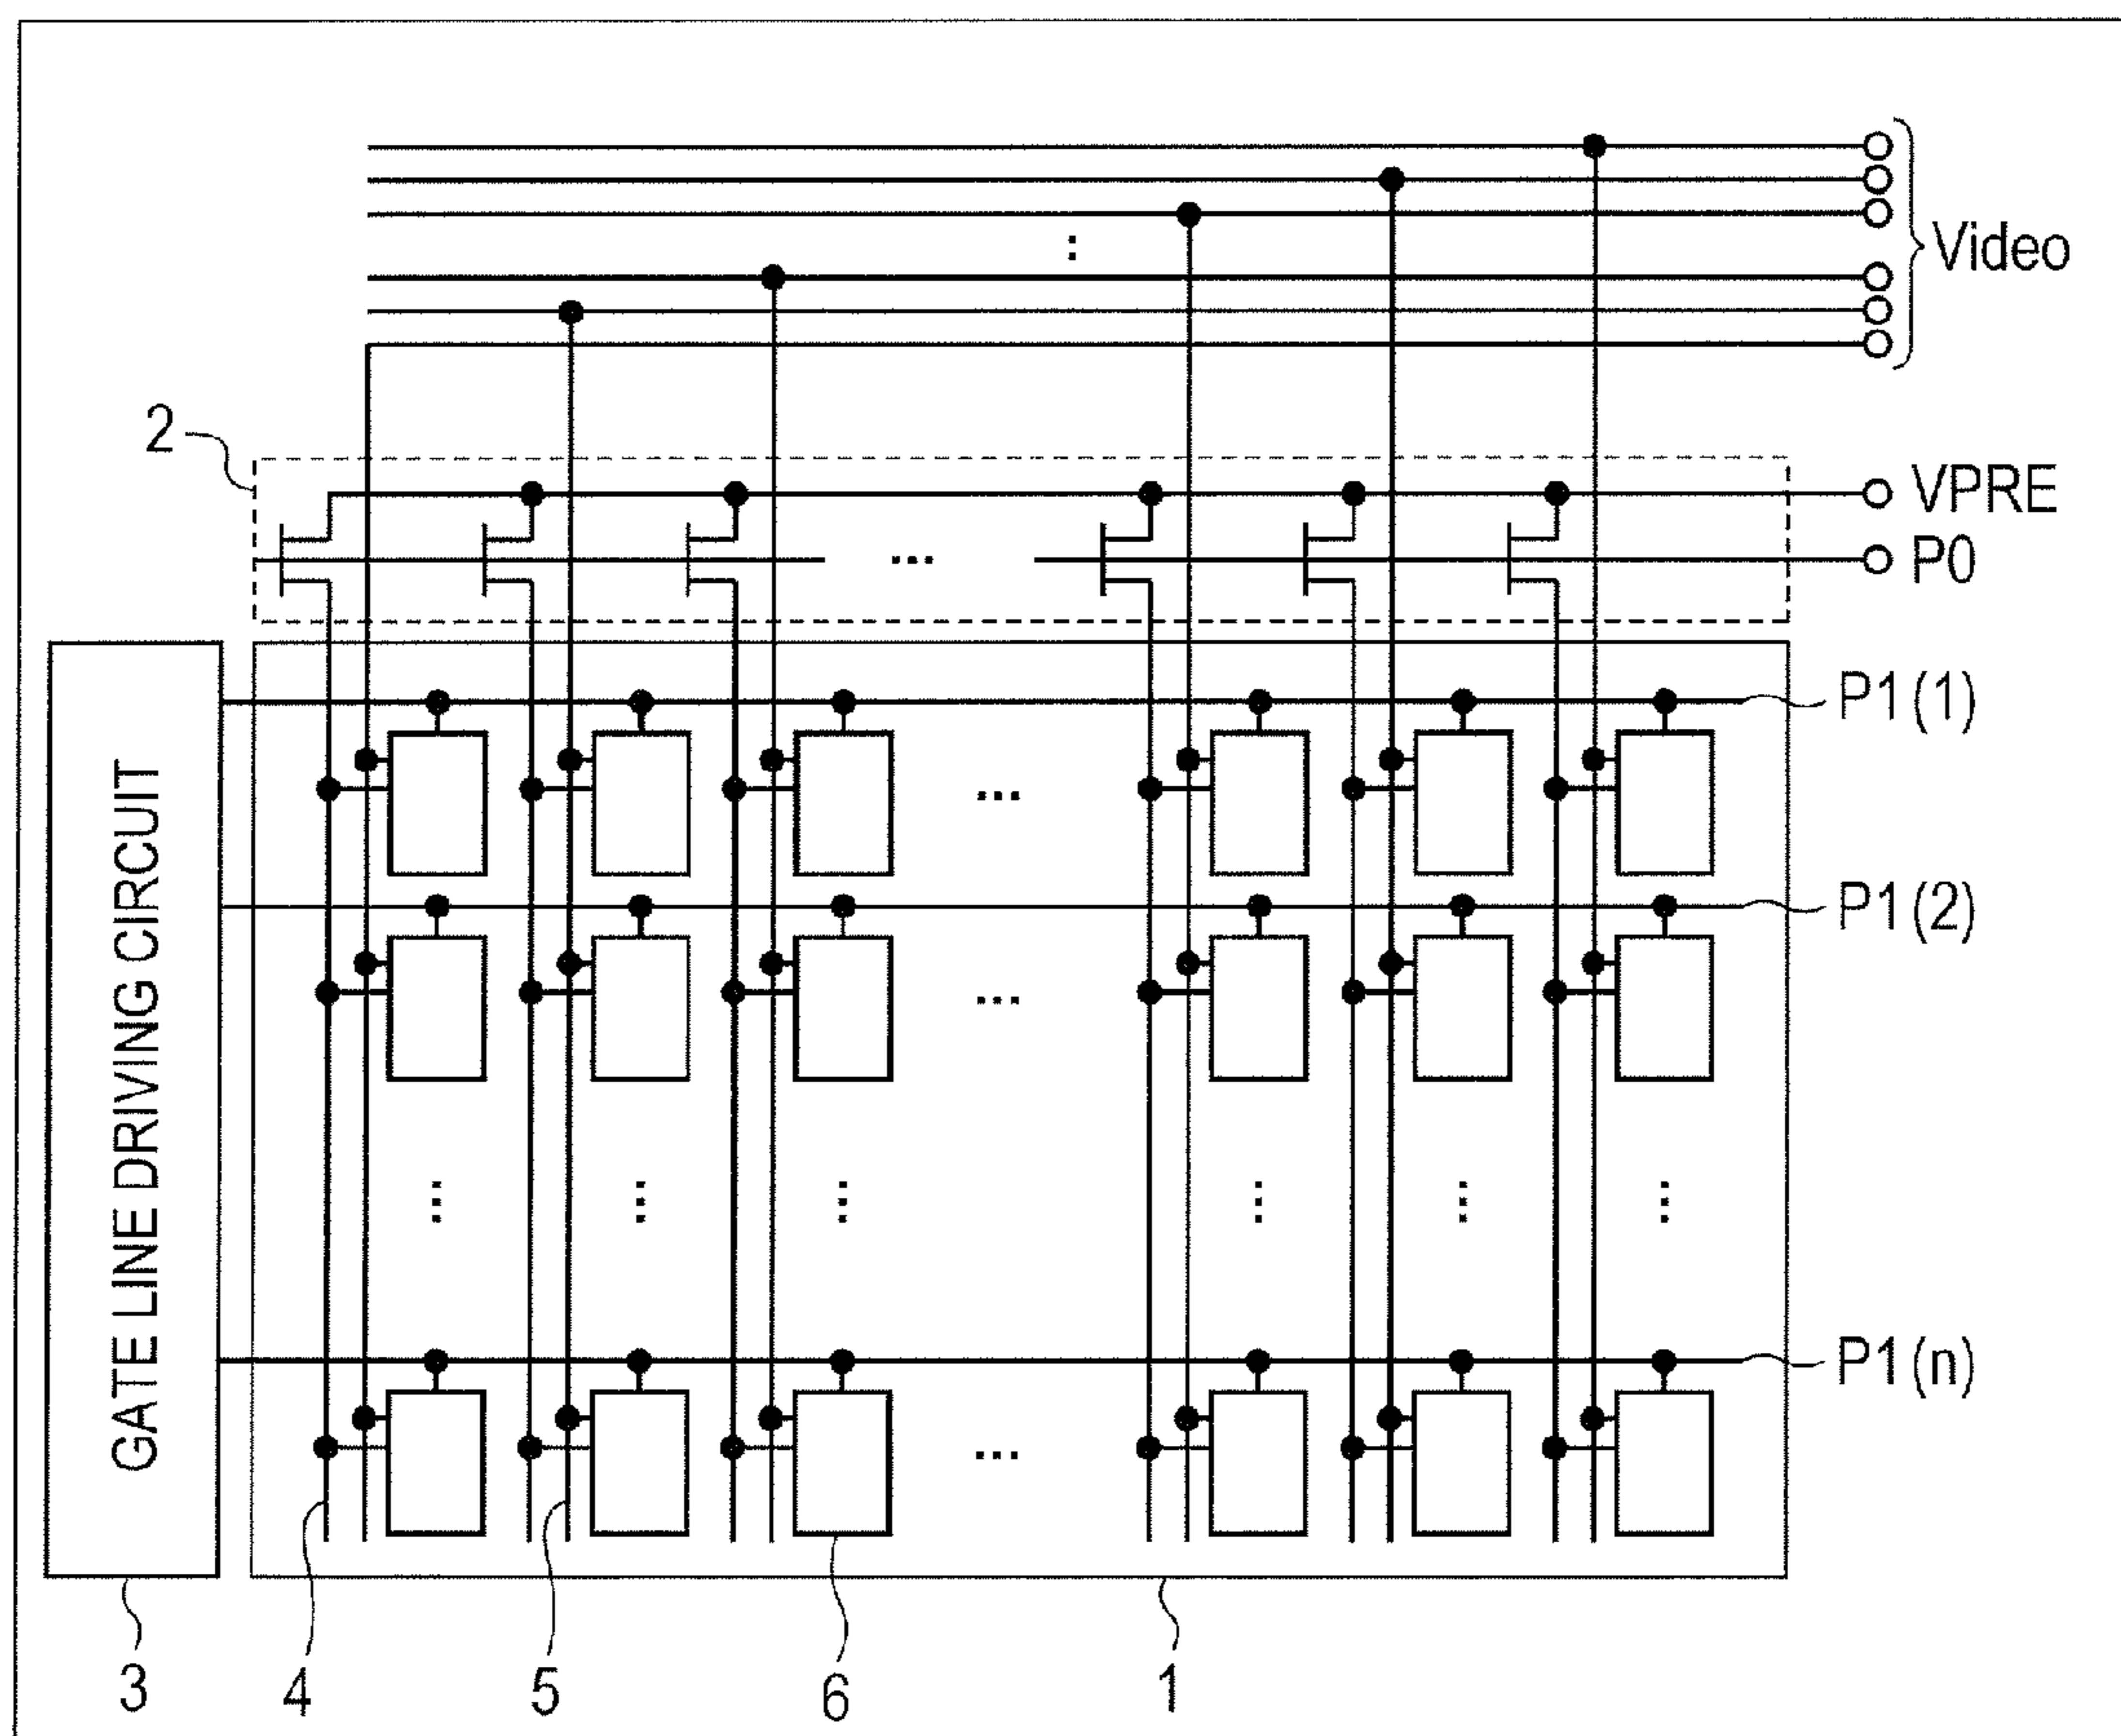 Video
2
VPRE
P0
P1(1)
GATE LINE DRIVING CIRCUIT
P1(2)
P1(n)
3
4
5
6
1